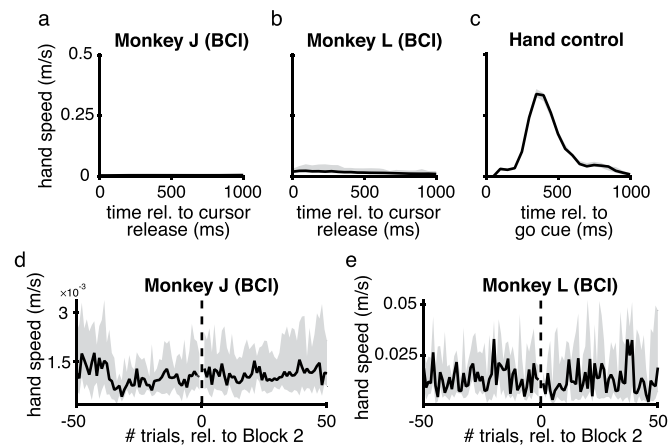 a
Monkey J (BCI)
hand speed (m/s)
0.5
0.25
0
0
500
1000
time rel. to cursor
release (ms)
b
Monkey L (BCI)
0
500
1000
time rel. to cursor
release (ms)
c
Hand control
0
500
1000
time rel. to
go cue (ms)
d
Monkey J (BCI)
hand speed (m/s)
×10⁻³
3
1.5
-50
0
50
# trials, rel. to Block 2
e
Monkey L (BCI)
hand speed (m/s)
0.05
0.025
-50
0
50
# trials, rel. to Block 2